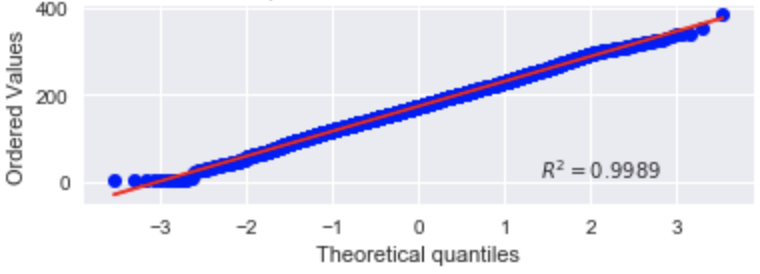 400
200
0
Ordered Values
R² = 0.9989
−3 −2 −1 0 1 2 3
Theoretical quantiles